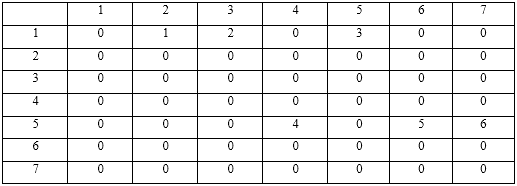 1 2 3 4 5 6 7
1 0 1 2 0 3 0 0
2 0 0 0 0 0 0 0
3 0 0 0 0 0 0 0
4 0 0 0 0 0 0 0
5 0 0 0 4 0 5 6
6 0 0 0 0 0 0 0
7 0 0 0 0 0 0 0